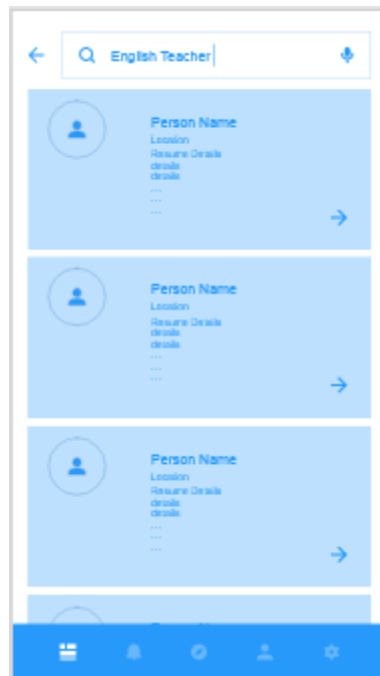 English Teacher
Person Name
Location
Resume Details
details
details
...
...
...
Person Name
Location
Resume Details
details
details
...
...
...
Person Name
Location
Resume Details
details
details
...
...
...